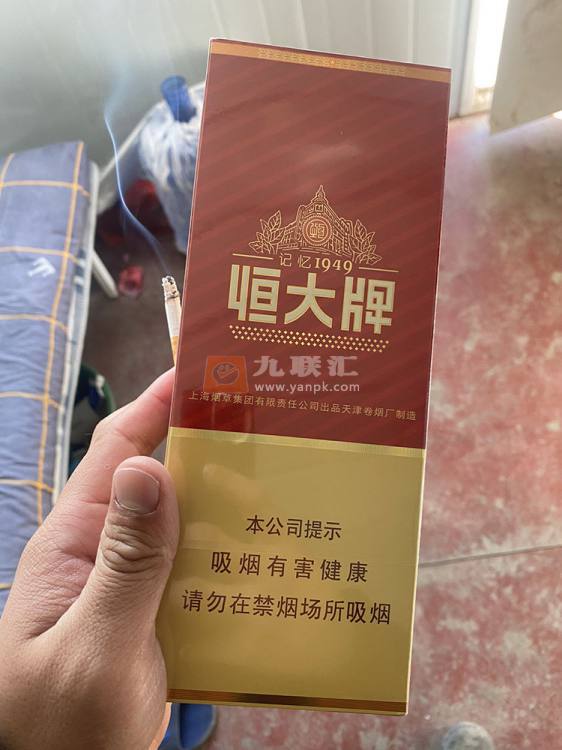 记忆1949
恒大牌
九联汇
www.yanpk.com
上海烟草集团有限责任公司出品天津卷烟厂制造
本公司提示
吸烟有害健康
请勿在禁烟场所吸烟